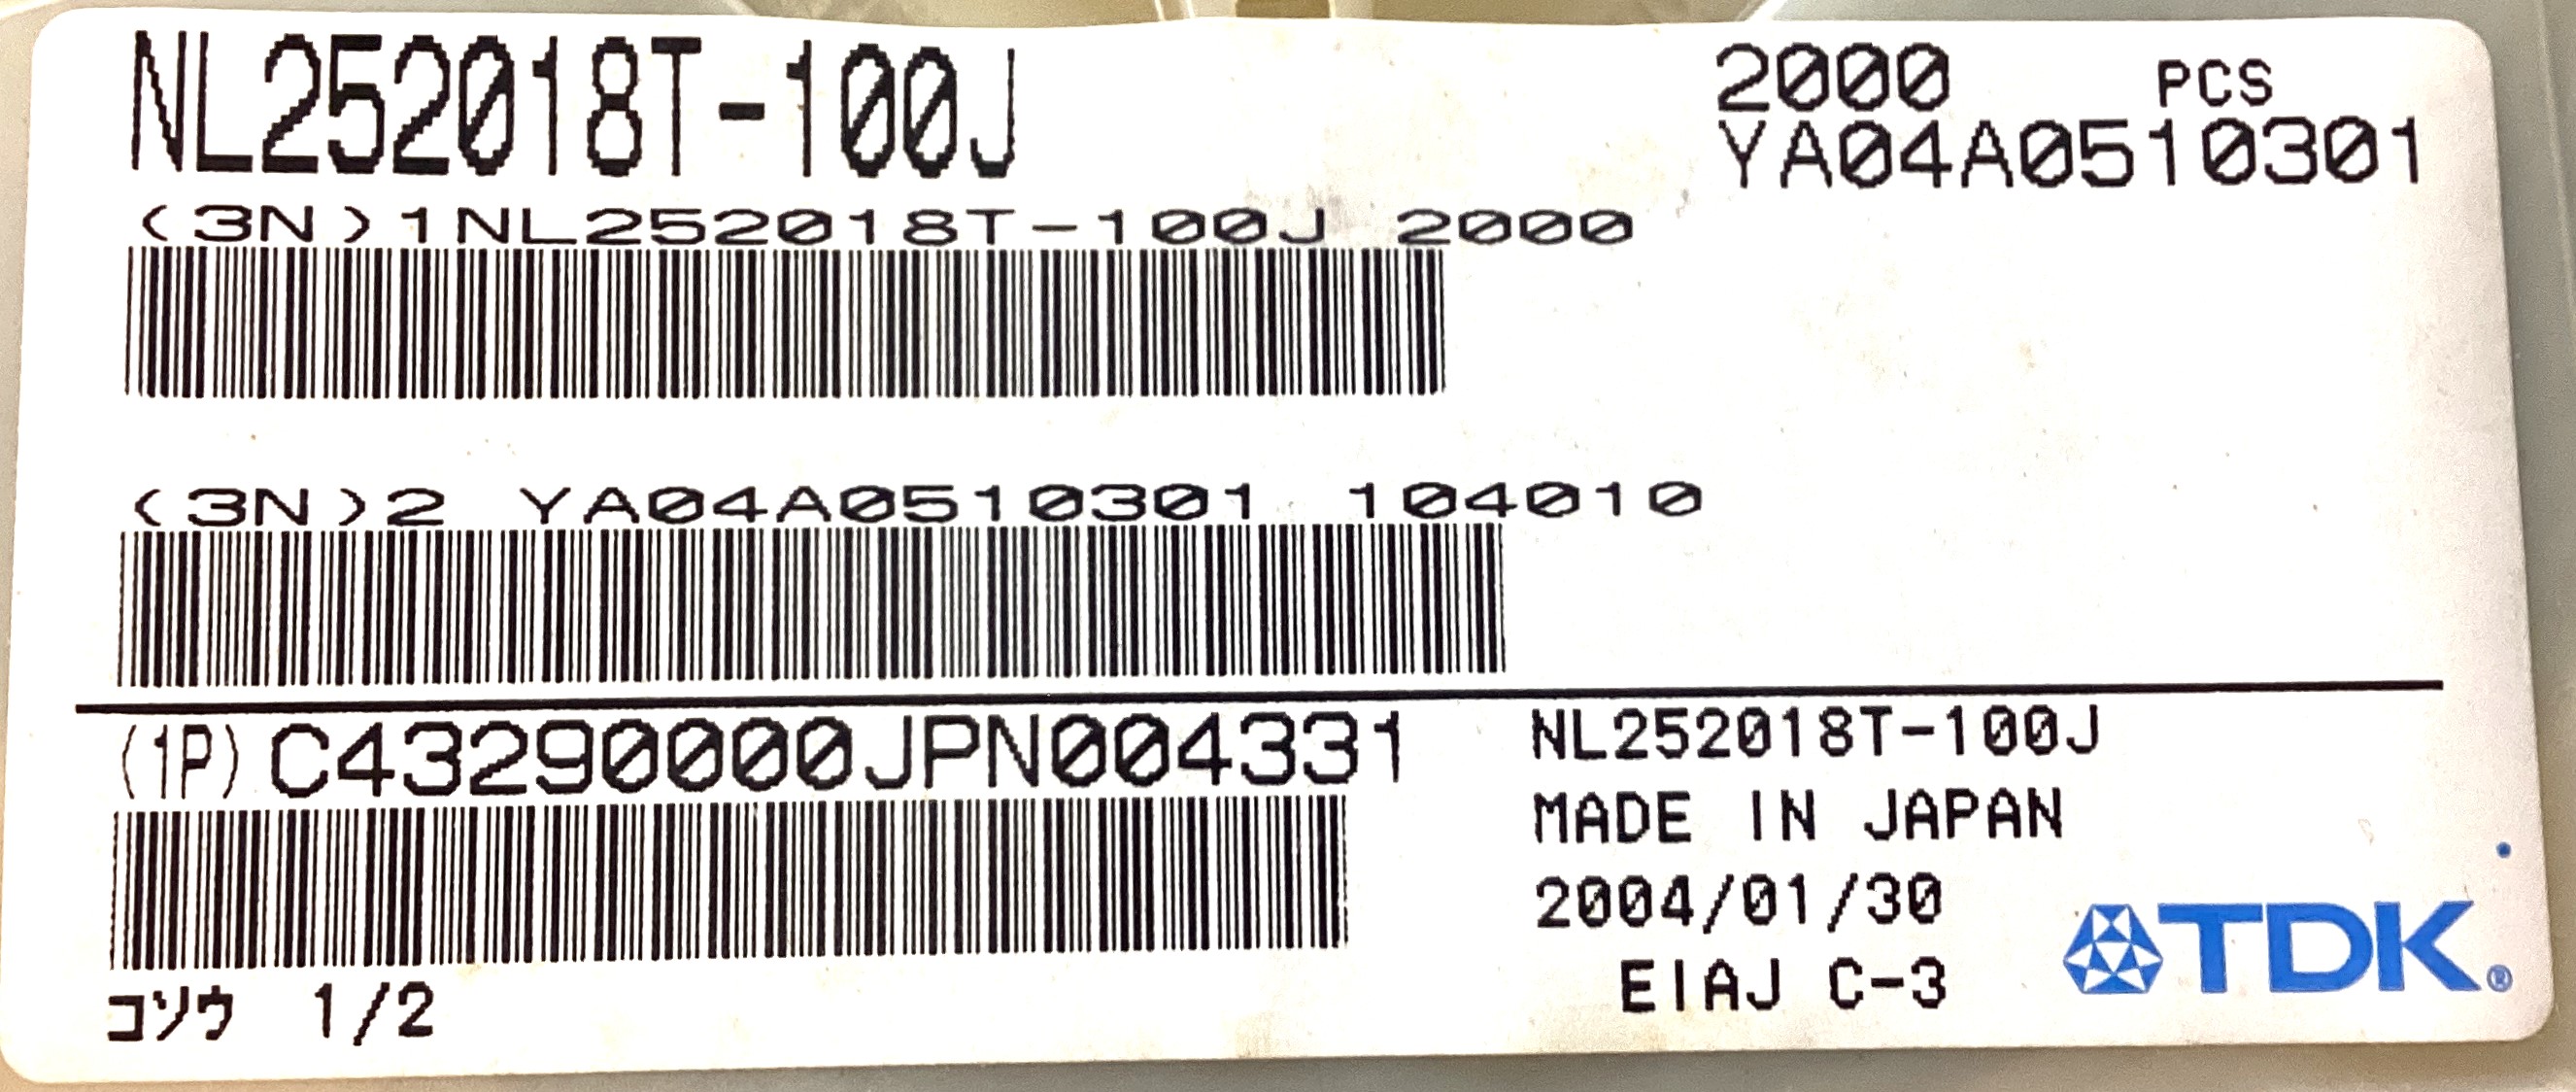 NL252018T-100J
2000 PCS
YA04A0510301
(3N)1NL252018T-100J 2000
(3N)2 YA04A0510301 104010
(1P)C43290000JPN004331
NL252018T-100J
MADE IN JAPAN
2004/01/30
EIAJ C-3
TDK®
コソウ 1/2